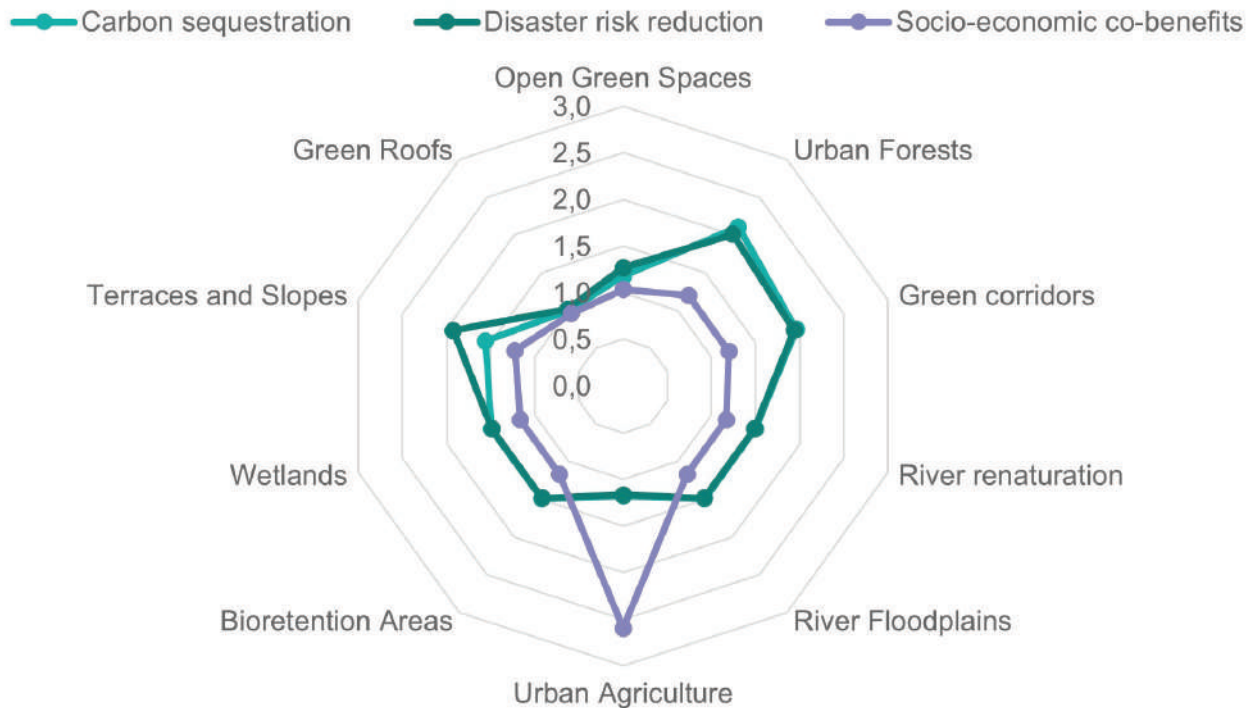 Carbon sequestration Disaster risk reduction Socio-economic co-benefits
Open Green Spaces
3,0
Green Roofs 2,5 Urban Forests
2,0
1,5
Terraces and Slopes 1,0 Green corridors
0,5
0,0
Wetlands River renaturation
Bioretention Areas River Floodplains
Urban Agriculture